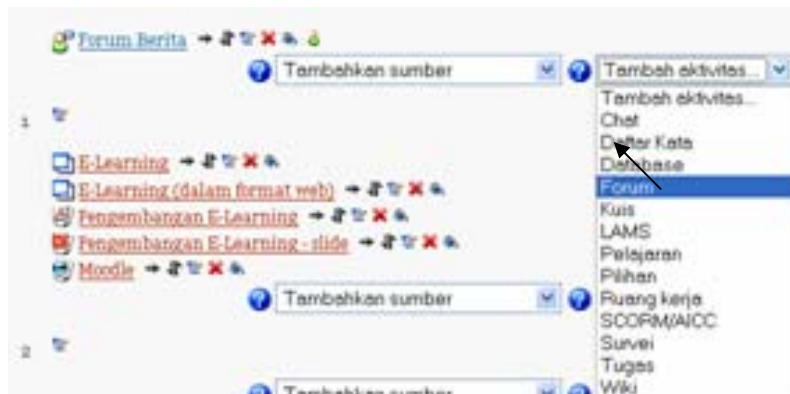 Forum Berita
Tambahkan sumber
Tambah aktivitas...
Tambah aktivitas...
Chat
Daftar Kata
Database
Forum
Kuis
LAMS
Pelajaran
Pilihan
Ruang kerja
SCORM/AICC
Survei
Tugas
Wiki
1
E-Learning
E-Learning (dalam format web)
Pengembangan E-Learning
Pengembangan E-Learning - slide
Moodle
Tambahkan sumber
2
Tambahkan sumber